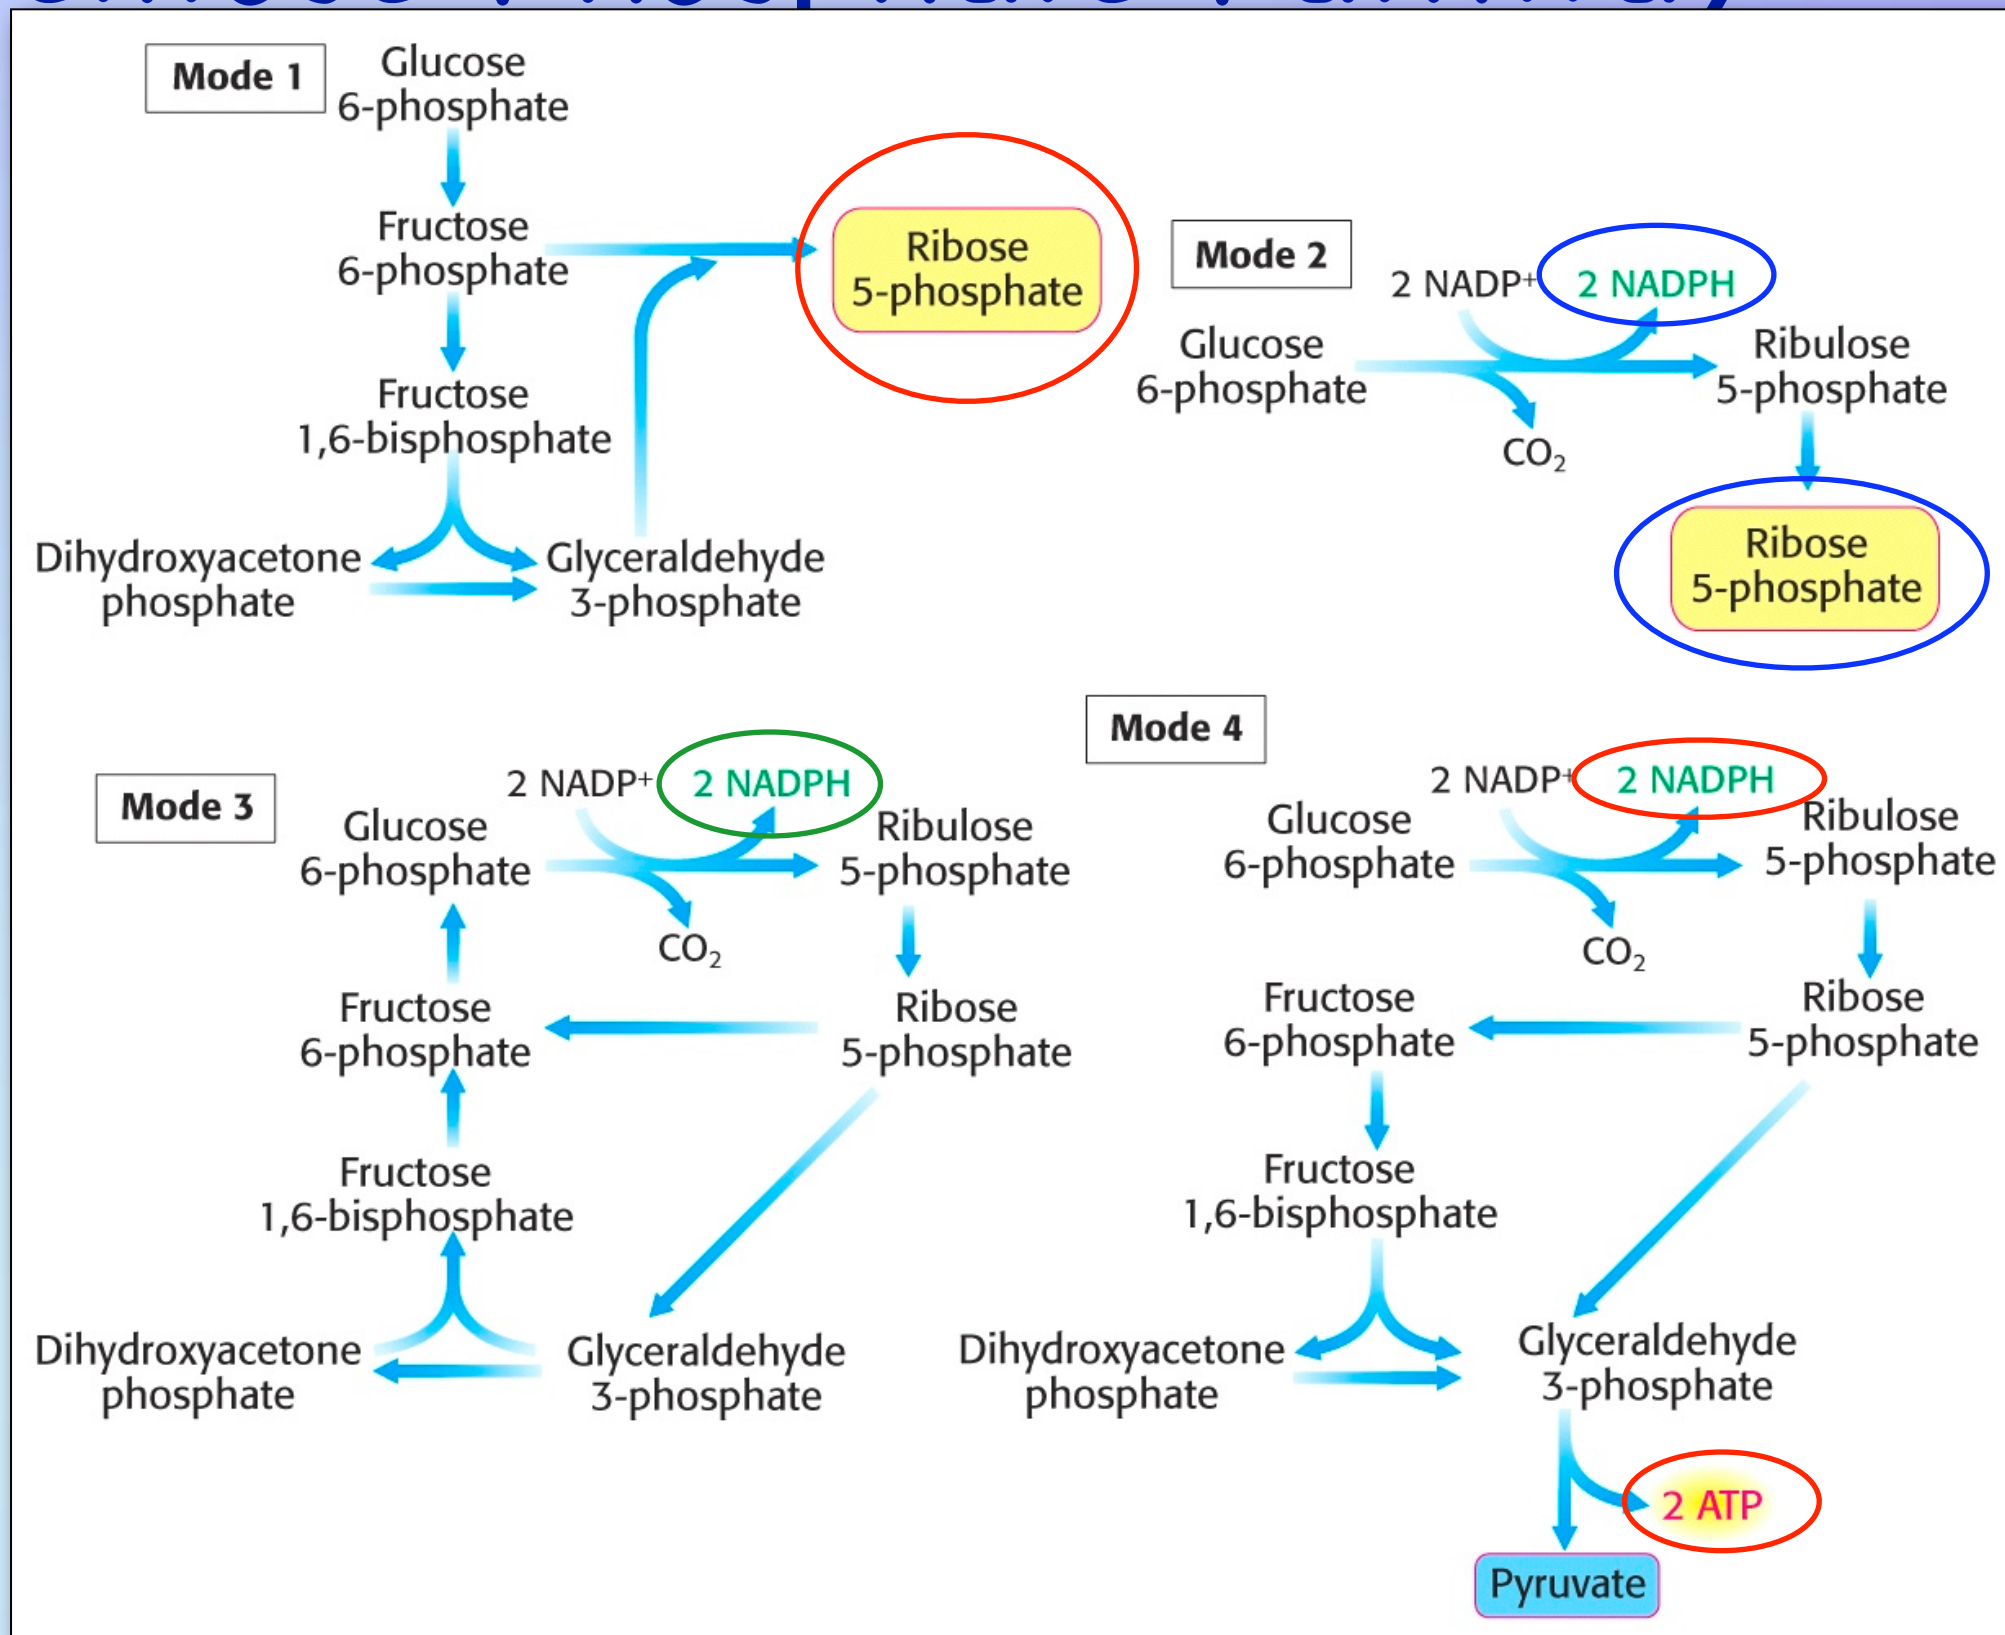 Mode 1
Glucose
6-phosphate
Fructose
6-phosphate
Ribose
5-phosphate
Fructose
1,6-bisphosphate
Dihydroxyacetone
phosphate
Glyceraldehyde
3-phosphate
Mode 2
2 NADP+
2 NADPH
Glucose
6-phosphate
Ribulose
5-phosphate
CO₂
Ribose
5-phosphate
Mode 3
2 NADP+
2 NADPH
Glucose
6-phosphate
Ribulose
5-phosphate
CO₂
Fructose
6-phosphate
Ribose
5-phosphate
Fructose
1,6-bisphosphate
Dihydroxyacetone
phosphate
Glyceraldehyde
3-phosphate
Mode 4
2 NADP+
2 NADPH
Glucose
6-phosphate
Ribulose
5-phosphate
CO₂
Fructose
6-phosphate
Ribose
5-phosphate
Fructose
1,6-bisphosphate
Dihydroxyacetone
phosphate
Glyceraldehyde
3-phosphate
2 ATP
Pyruvate